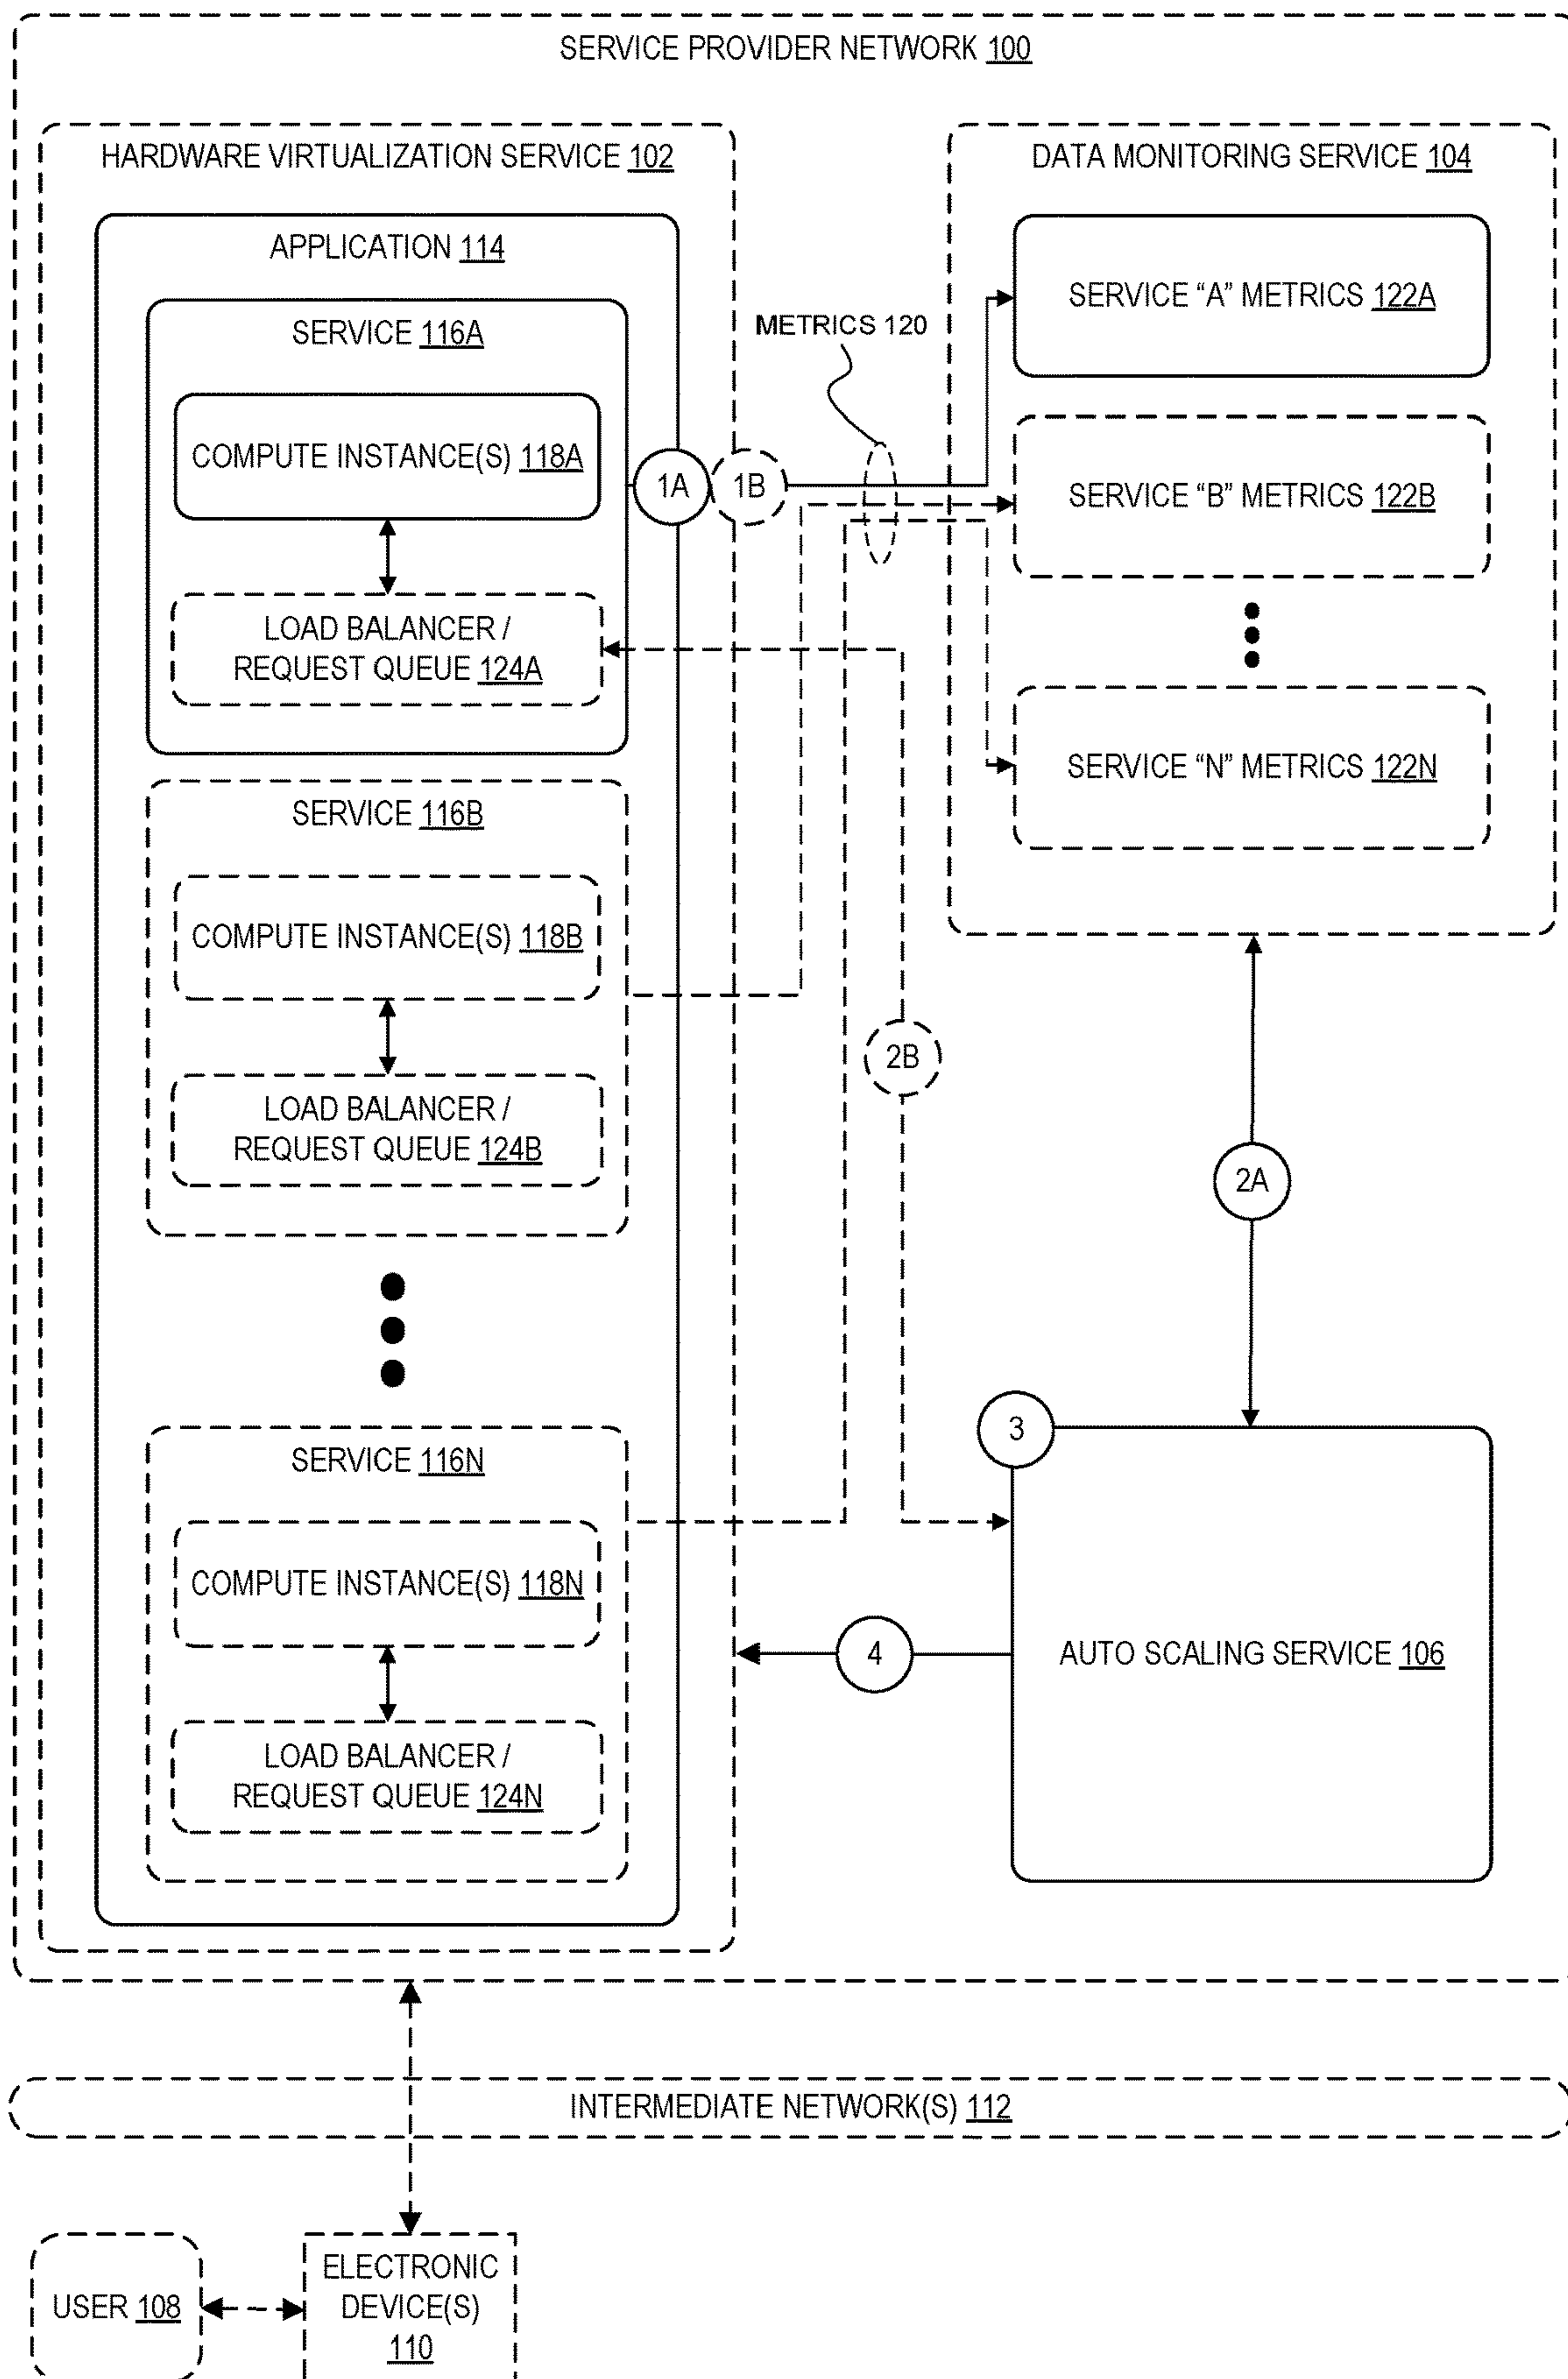 SERVICE PROVIDER NETWORK 100
HARDWARE VIRTUALIZATION SERVICE 102
APPLICATION 114
SERVICE 116A
COMPUTE INSTANCE(S) 118A
LOAD BALANCER /
REQUEST QUEUE 124A
SERVICE 116B
COMPUTE INSTANCE(S) 118B
LOAD BALANCER /
REQUEST QUEUE 124B
SERVICE 116N
COMPUTE INSTANCE(S) 118N
LOAD BALANCER /
REQUEST QUEUE 124N
1A
1B
METRICS 120
DATA MONITORING SERVICE 104
SERVICE “A” METRICS 122A
SERVICE “B” METRICS 122B
SERVICE “N” METRICS 122N
2B
2A
3
4
AUTO SCALING SERVICE 106
INTERMEDIATE NETWORK(S) 112
USER 108
ELECTRONIC
DEVICE(S)
110